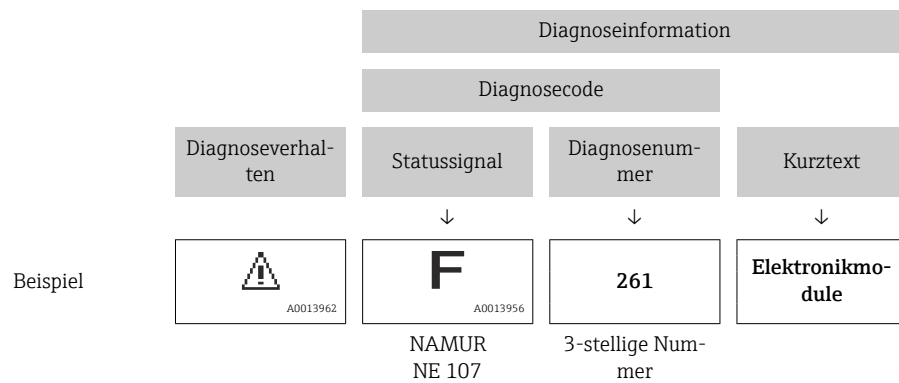 Diagnoseinformation
Diagnosecode
Diagnoseverhal-
ten
Statussignal
Diagnosenum-
mer
Kurztext
↓ ↓ ↓
Beispiel
A0013962
F
A0013956
261
Elektronikmo-
dule
NAMUR
NE 107
3-stellige Num-
mer